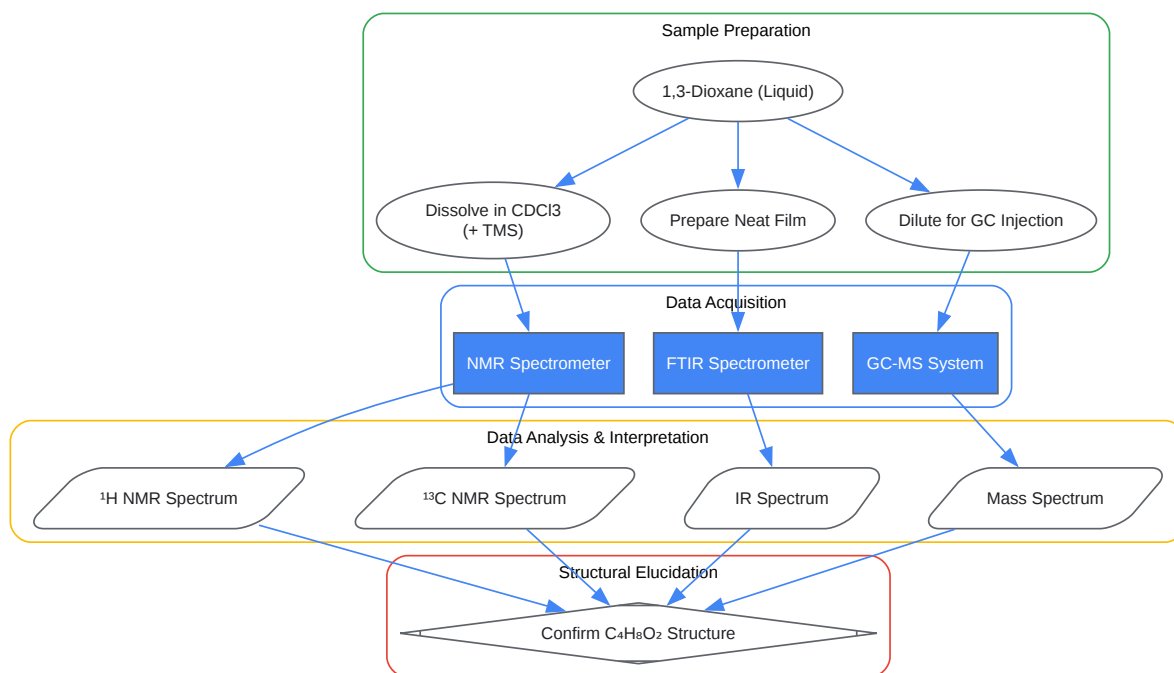 Sample Preparation
1,3-Dioxane (Liquid)
Dissolve in CDCl3
(+ TMS)
Prepare Neat Film
Dilute for GC Injection
Data Acquisition
NMR Spectrometer
FTIR Spectrometer
GC-MS System
Data Analysis & Interpretation
¹H NMR Spectrum
¹³C NMR Spectrum
IR Spectrum
Mass Spectrum
Structural Elucidation
Confirm C₄H₈O₂ Structure